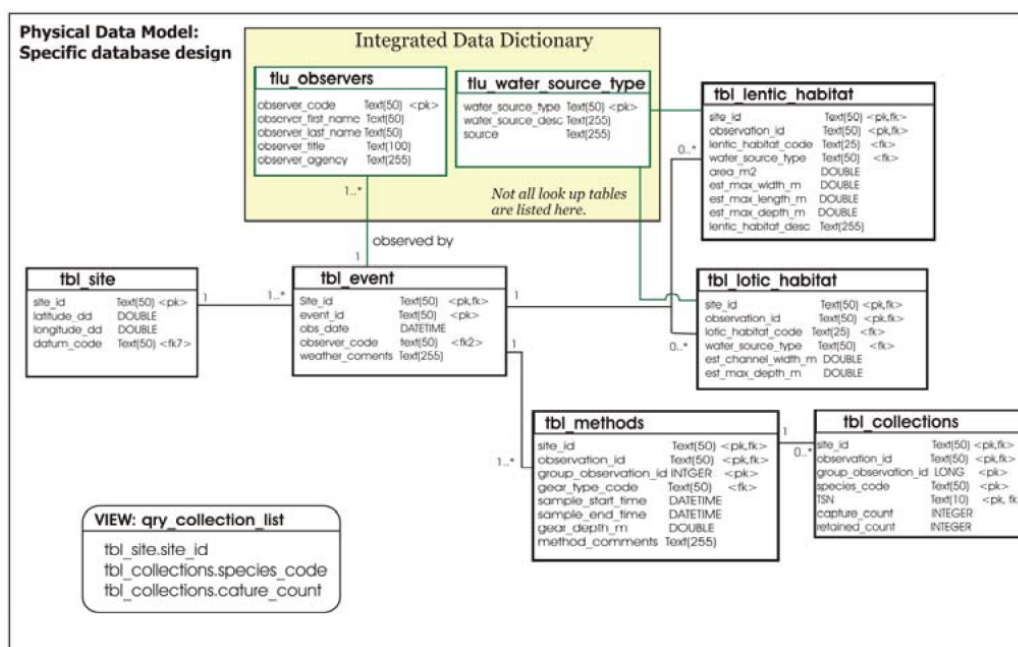 Physical Data Model:
Specific database design
Integrated Data Dictionary
tlu_observers
observer_code Text(50) <pk>
observer_first_name Text(50)
observer_last_name Text(50)
observer_title Text(100)
observer_agency Text(255)
tlu_water_source_type
water_source_type Text(50) <pk>
water_source_desc Text(255)
source Text(255)
Not all look up tables
are listed here.
1..*
observed by
1
tbl_lentic_habitat
site_id Text(50) <pk,fk>
observation_id Text(50) <pk,fk>
lentic_habitat_code Text(25) <fk>
water_source_type Text(50) <fk>
area_m2 DOUBLE
est_max_width_m DOUBLE
est_max_length_m DOUBLE
est_max_depth_m DOUBLE
lentic_habitat_desc Text(255)
0..*
tbl_site
site_id Text(50) <pk>
latitude_dd DOUBLE
longitude_dd DOUBLE
datum_code Text(50) <fk7>
1
1..*
tbl_event
Site_id Text(50) <pk,fk>
event_id Text(50) <pk>
obs_date DATETIME
observer_code text(50) <fk2>
weather_coments Text(255)
1
1
tbl_lotic_habitat
site_id Text(50) <pk,fk>
observation_id Text(50) <pk,fk>
lotic_habitat_code Text(25) <fk>
water_source_type Text(50) <fk>
est_channel_width_m DOUBLE
est_max_depth_m DOUBLE
0..*
tbl_methods
site_id Text(50) <pk,fk>
observation_id Text(50) <pk,fk>
group_observation_id INTGER <pk>
gear_type_code Text(50) <fk>
sample_start_time DATETIME
sample_end_time DATETIME
gear_depth_m DOUBLE
method_comments Text(255)
1..*
1
0..*
tbl_collections
site_id Text(50) <pk,fk>
observation_id Text(50) <pk,fk>
group_observation_id LONG <pk>
species_code Text(50) <pk>
TSN Text(10) <pk, fk
capture_count INTEGER
retained_count INTEGER
VIEW: qry_collection_list
tbl_site.site_id
tbl_collections.species_code
tbl_collections.cature_count